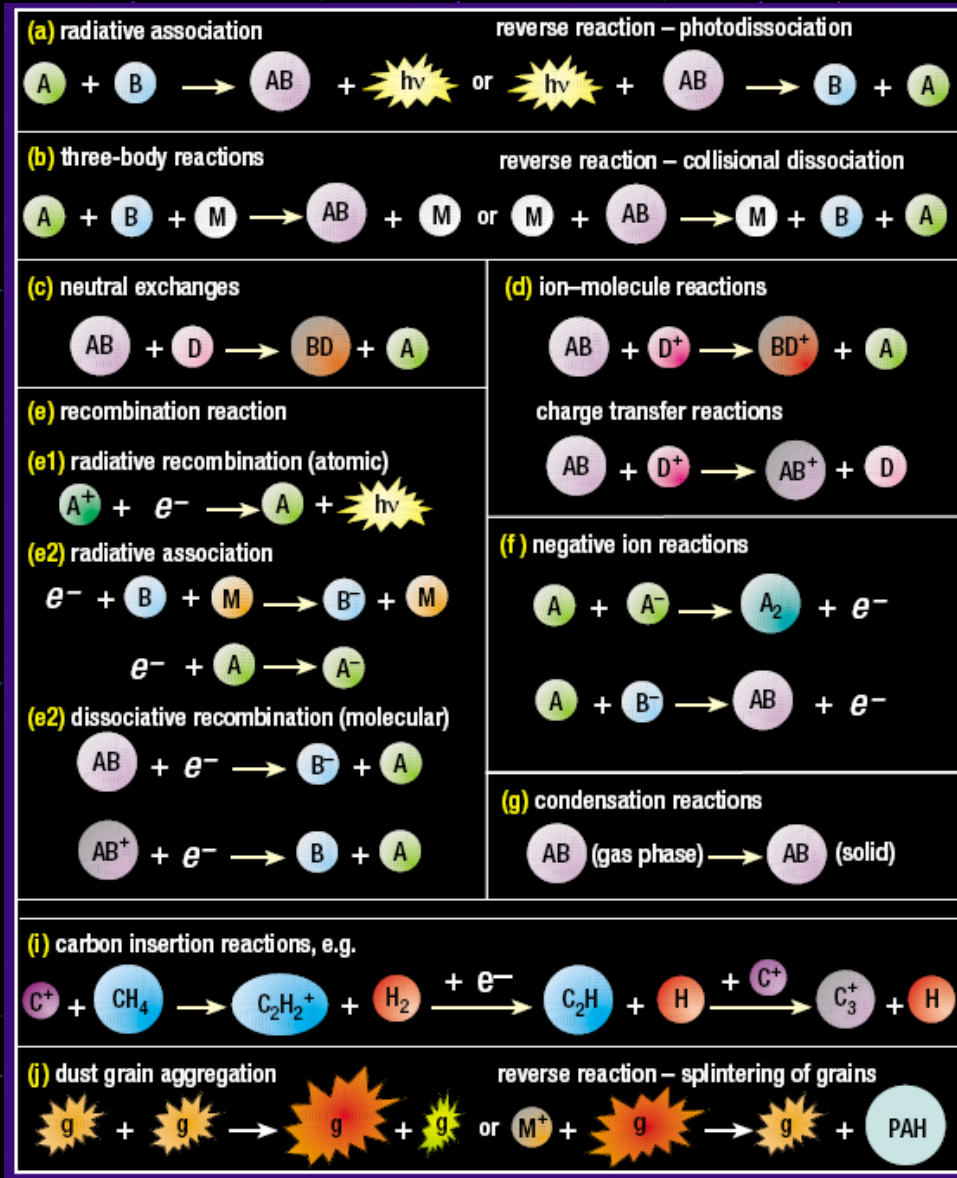 (a) radiative association
reverse reaction – photodissociation
A + B → AB + hν or hν + AB → B + A
(b) three-body reactions
reverse reaction – collisional dissociation
A + B + M → AB + M or M + AB → M + B + A
(c) neutral exchanges
AB + D → BD + A
(d) ion–molecule reactions
AB + D⁺ → BD⁺ + A
charge transfer reactions
AB + D⁺ → AB⁺ + D
(e) recombination reaction
(e1) radiative recombination (atomic)
A⁺ + e⁻ → A + hν
(e2) radiative association
e⁻ + B + M → B⁻ + M
e⁻ + A → A⁻
(e2) dissociative recombination (molecular)
AB + e⁻ → B⁻ + A
AB⁺ + e⁻ → B + A
(f) negative ion reactions
A + A⁻ → A₂ + e⁻
A + B⁻ → AB + e⁻
(g) condensation reactions
AB (gas phase) → AB (solid)
(i) carbon insertion reactions, e.g.
C⁺ + CH₄ → C₂H₂⁺ + H₂ + e⁻ → C₂H + H + C⁺ → C₃⁺ + H
(j) dust grain aggregation
reverse reaction – splintering of grains
g + g → g + g or M⁺ + g → g + PAH